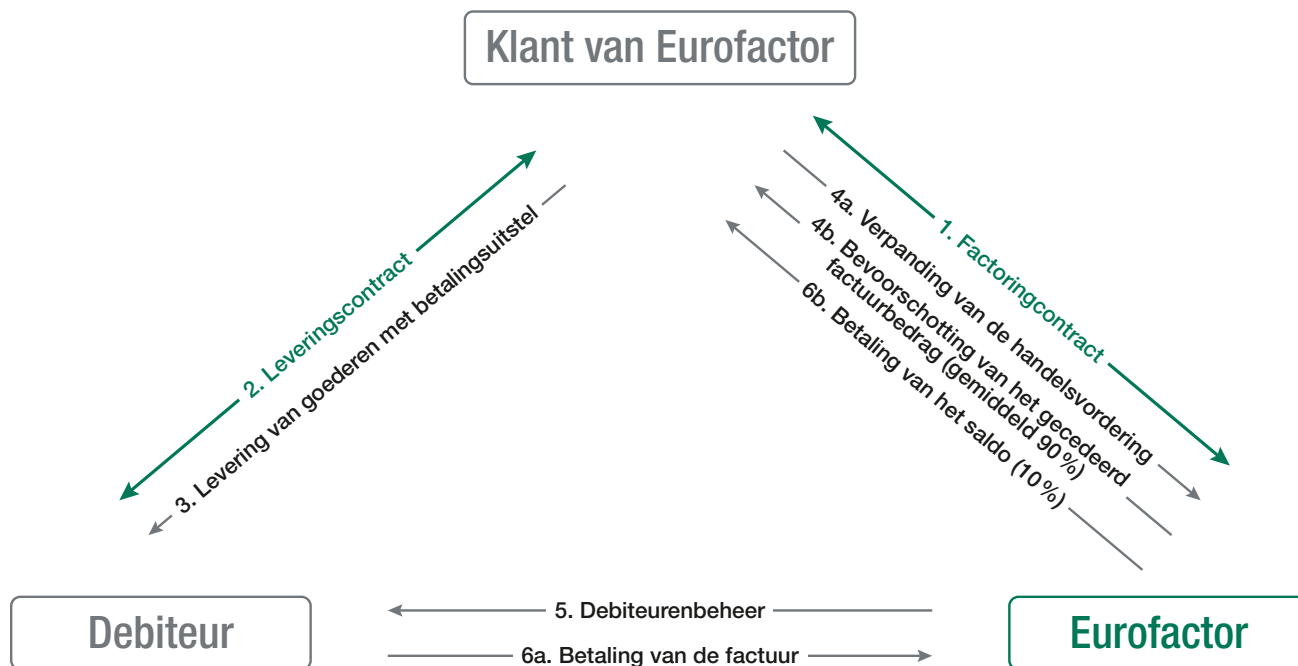 Klant van Eurofactor
1. Factoringcontract
2. Leveringscontract
3. Levering van goederen met betalingsuitstel
4a. Verpanding van de handelsvordering
4b. Bevoorschotting van het gecedeerd
factuurbedrag (gemiddeld 90%)
6b. Betaling van het saldo (10%)
Debiteur
5. Debiteurenbeheer
6a. Betaling van de factuur
Eurofactor